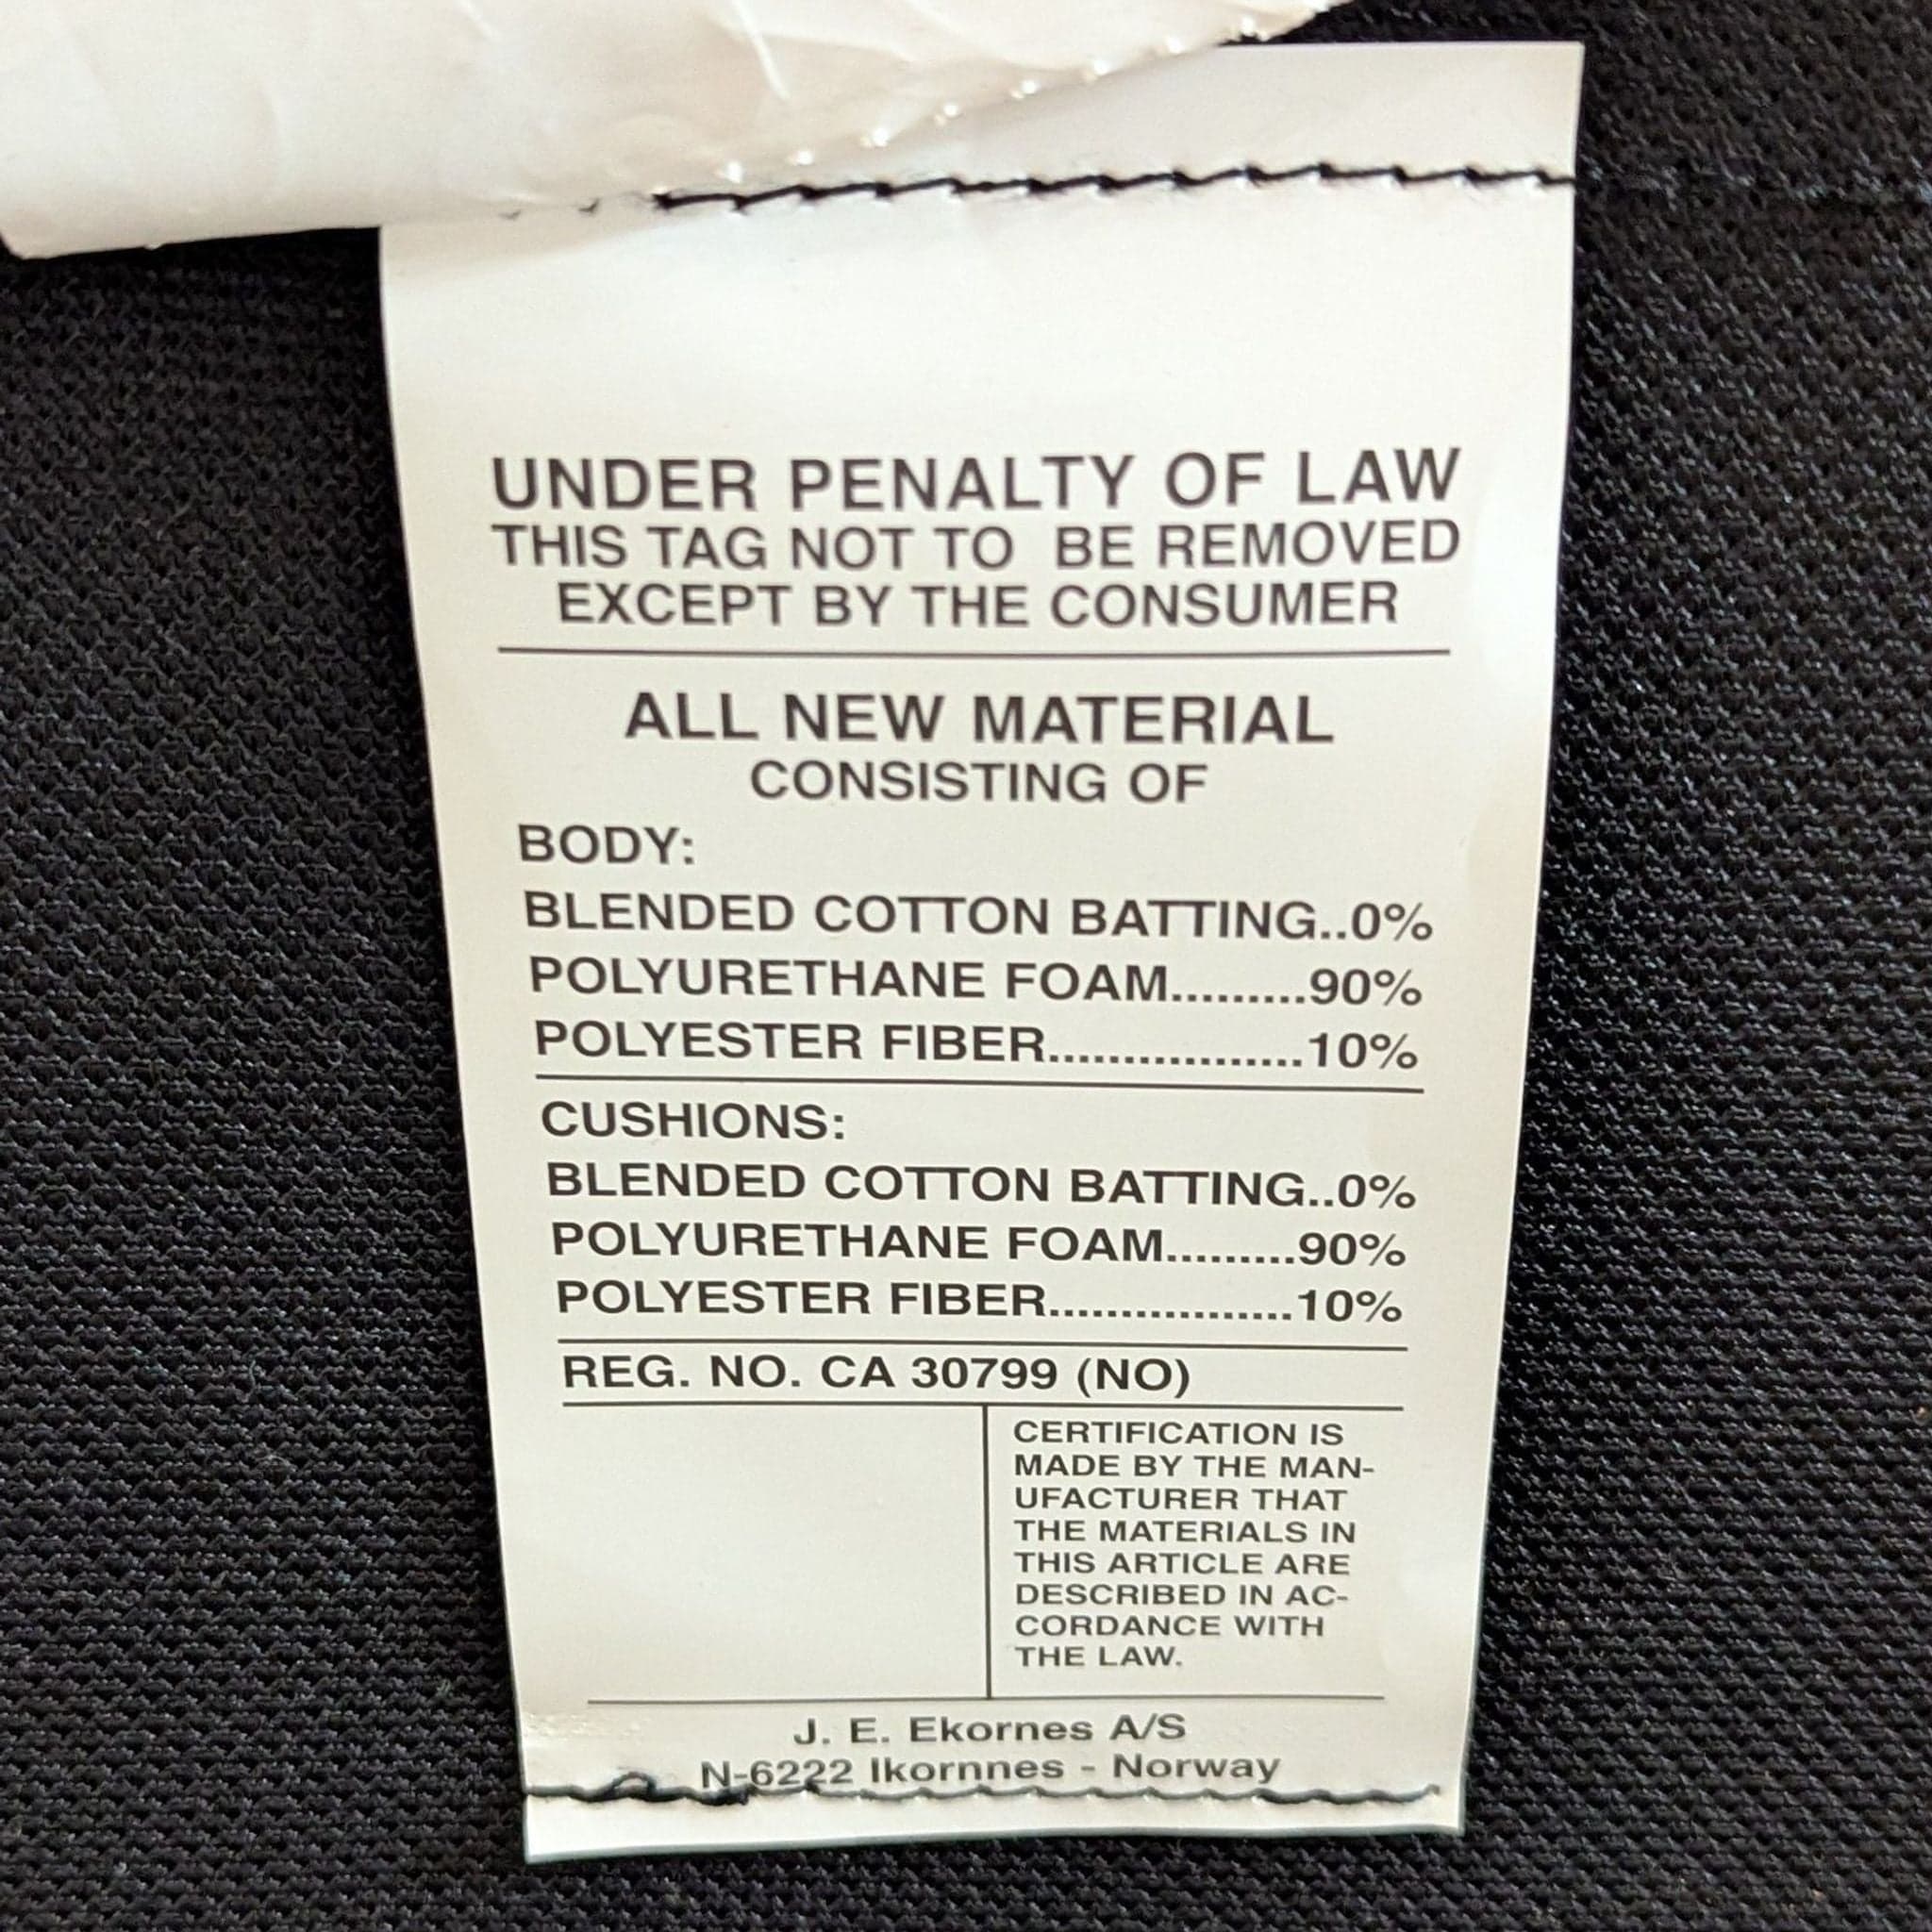 UNDER PENALTY OF LAW
THIS TAG NOT TO BE REMOVED
EXCEPT BY THE CONSUMER
ALL NEW MATERIAL
CONSISTING OF
BODY:
BLENDED COTTON BATTING..0%
POLYURETHANE FOAM.........90%
POLYESTER FIBER.................10%
CUSHIONS:
BLENDED COTTON BATTING..0%
POLYURETHANE FOAM.........90%
POLYESTER FIBER.................10%
REG. NO. CA 30799 (NO)
CERTIFICATION IS
MADE BY THE MAN-
UFACTURER THAT
THE MATERIALS IN
THIS ARTICLE ARE
DESCRIBED IN AC-
CORDANCE WITH
THE LAW.
J. E. Ekornes A/S
N-6222 Ikornnes - Norway